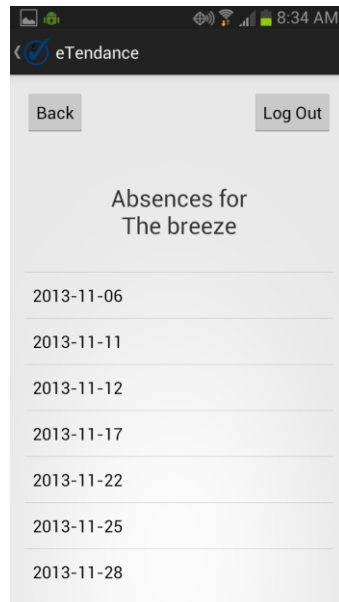 8:34 AM
eTendance
Back
Log Out
Absences for
The breeze
2013-11-06
2013-11-11
2013-11-12
2013-11-17
2013-11-22
2013-11-25
2013-11-28